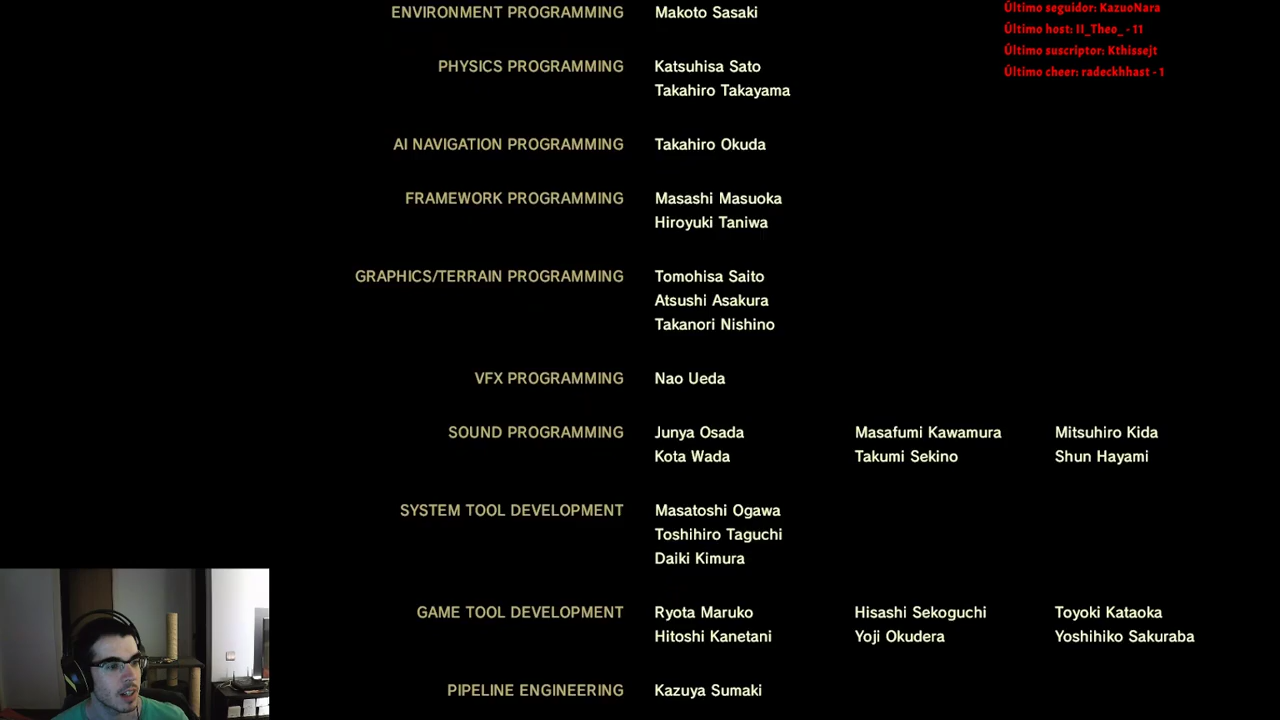 ENVIRONMENT PROGRAMMING Makoto Sasaki
Último seguidor: KazuoNara
Último host: II_Theo_ - 11
Último suscriptor: Kthissejt
Último cheer: radeckhhast - 1
PHYSICS PROGRAMMING Katsuhisa Sato
Takahiro Takayama
AI NAVIGATION PROGRAMMING Takahiro Okuda
FRAMEWORK PROGRAMMING Masashi Masuoka
Hiroyuki Taniwa
GRAPHICS/TERRAIN PROGRAMMING Tomohisa Saito
Atsushi Asakura
Takanori Nishino
VFX PROGRAMMING Nao Ueda
SOUND PROGRAMMING Junya Osada Masafumi Kawamura Mitsuhiro Kida
Kota Wada Takumi Sekino Shun Hayami
SYSTEM TOOL DEVELOPMENT Masatoshi Ogawa
Toshihiro Taguchi
Daiki Kimura
GAME TOOL DEVELOPMENT Ryota Maruko Hisashi Sekoguchi Toyoki Kataoka
Hitoshi Kanetani Yoji Okudera Yoshihiko Sakuraba
PIPELINE ENGINEERING Kazuya Sumaki